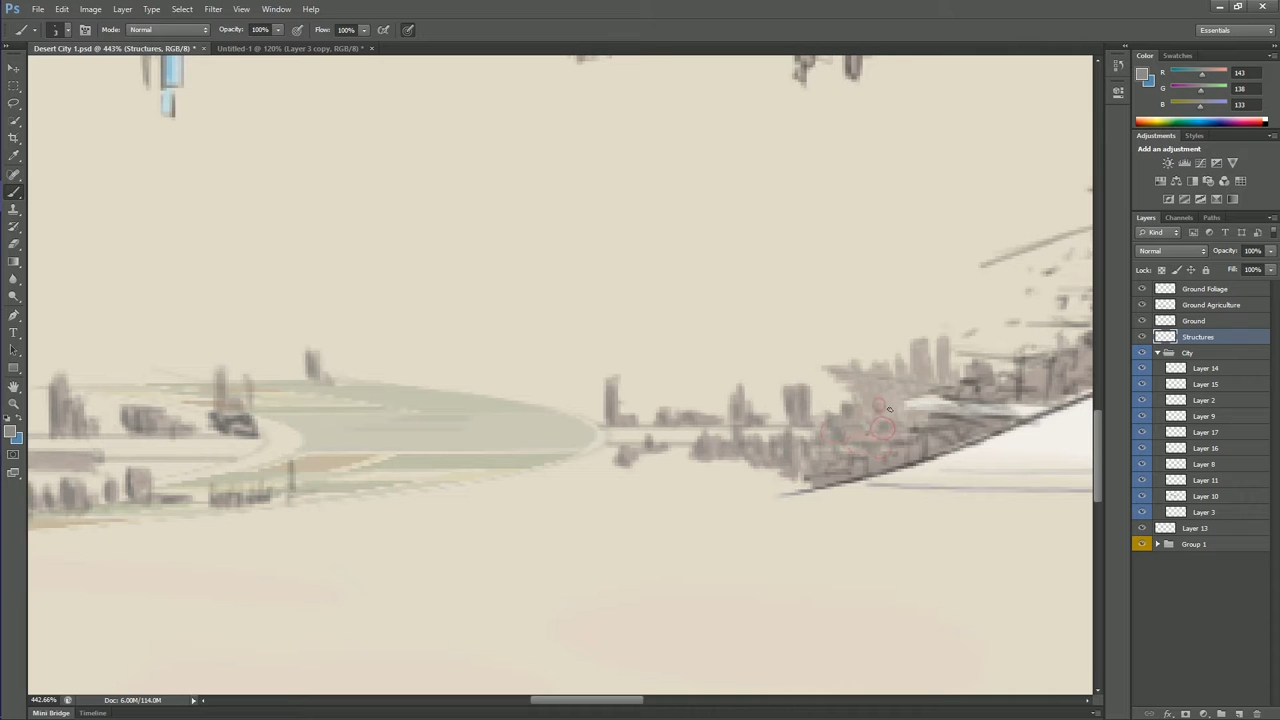 Ps File Edit Image Layer Type Select Filter View Window Help
3 Mode: Normal Opacity: 100% Flow: 100% Essentials
Desert City 1.psd @ 443% (Structures, RGB/8) * × Untitled-1 @ 120% (Layer 3 copy, RGB/8) * ×
Color Swatches
R 143
G 138
B 133
Adjustments Styles
Add an adjustment
Layers Channels Paths
Kind
Normal Opacity: 100%
Lock: Fill: 100%
Ground Foliage
Ground Agriculture
Ground
Structures
City
Layer 14
Layer 15
Layer 2
Layer 9
Layer 17
Layer 16
Layer 8
Layer 11
Layer 10
Layer 3
Layer 13
Group 1
442.66% Doc: 6.00M/114.0M
Mini Bridge Timeline